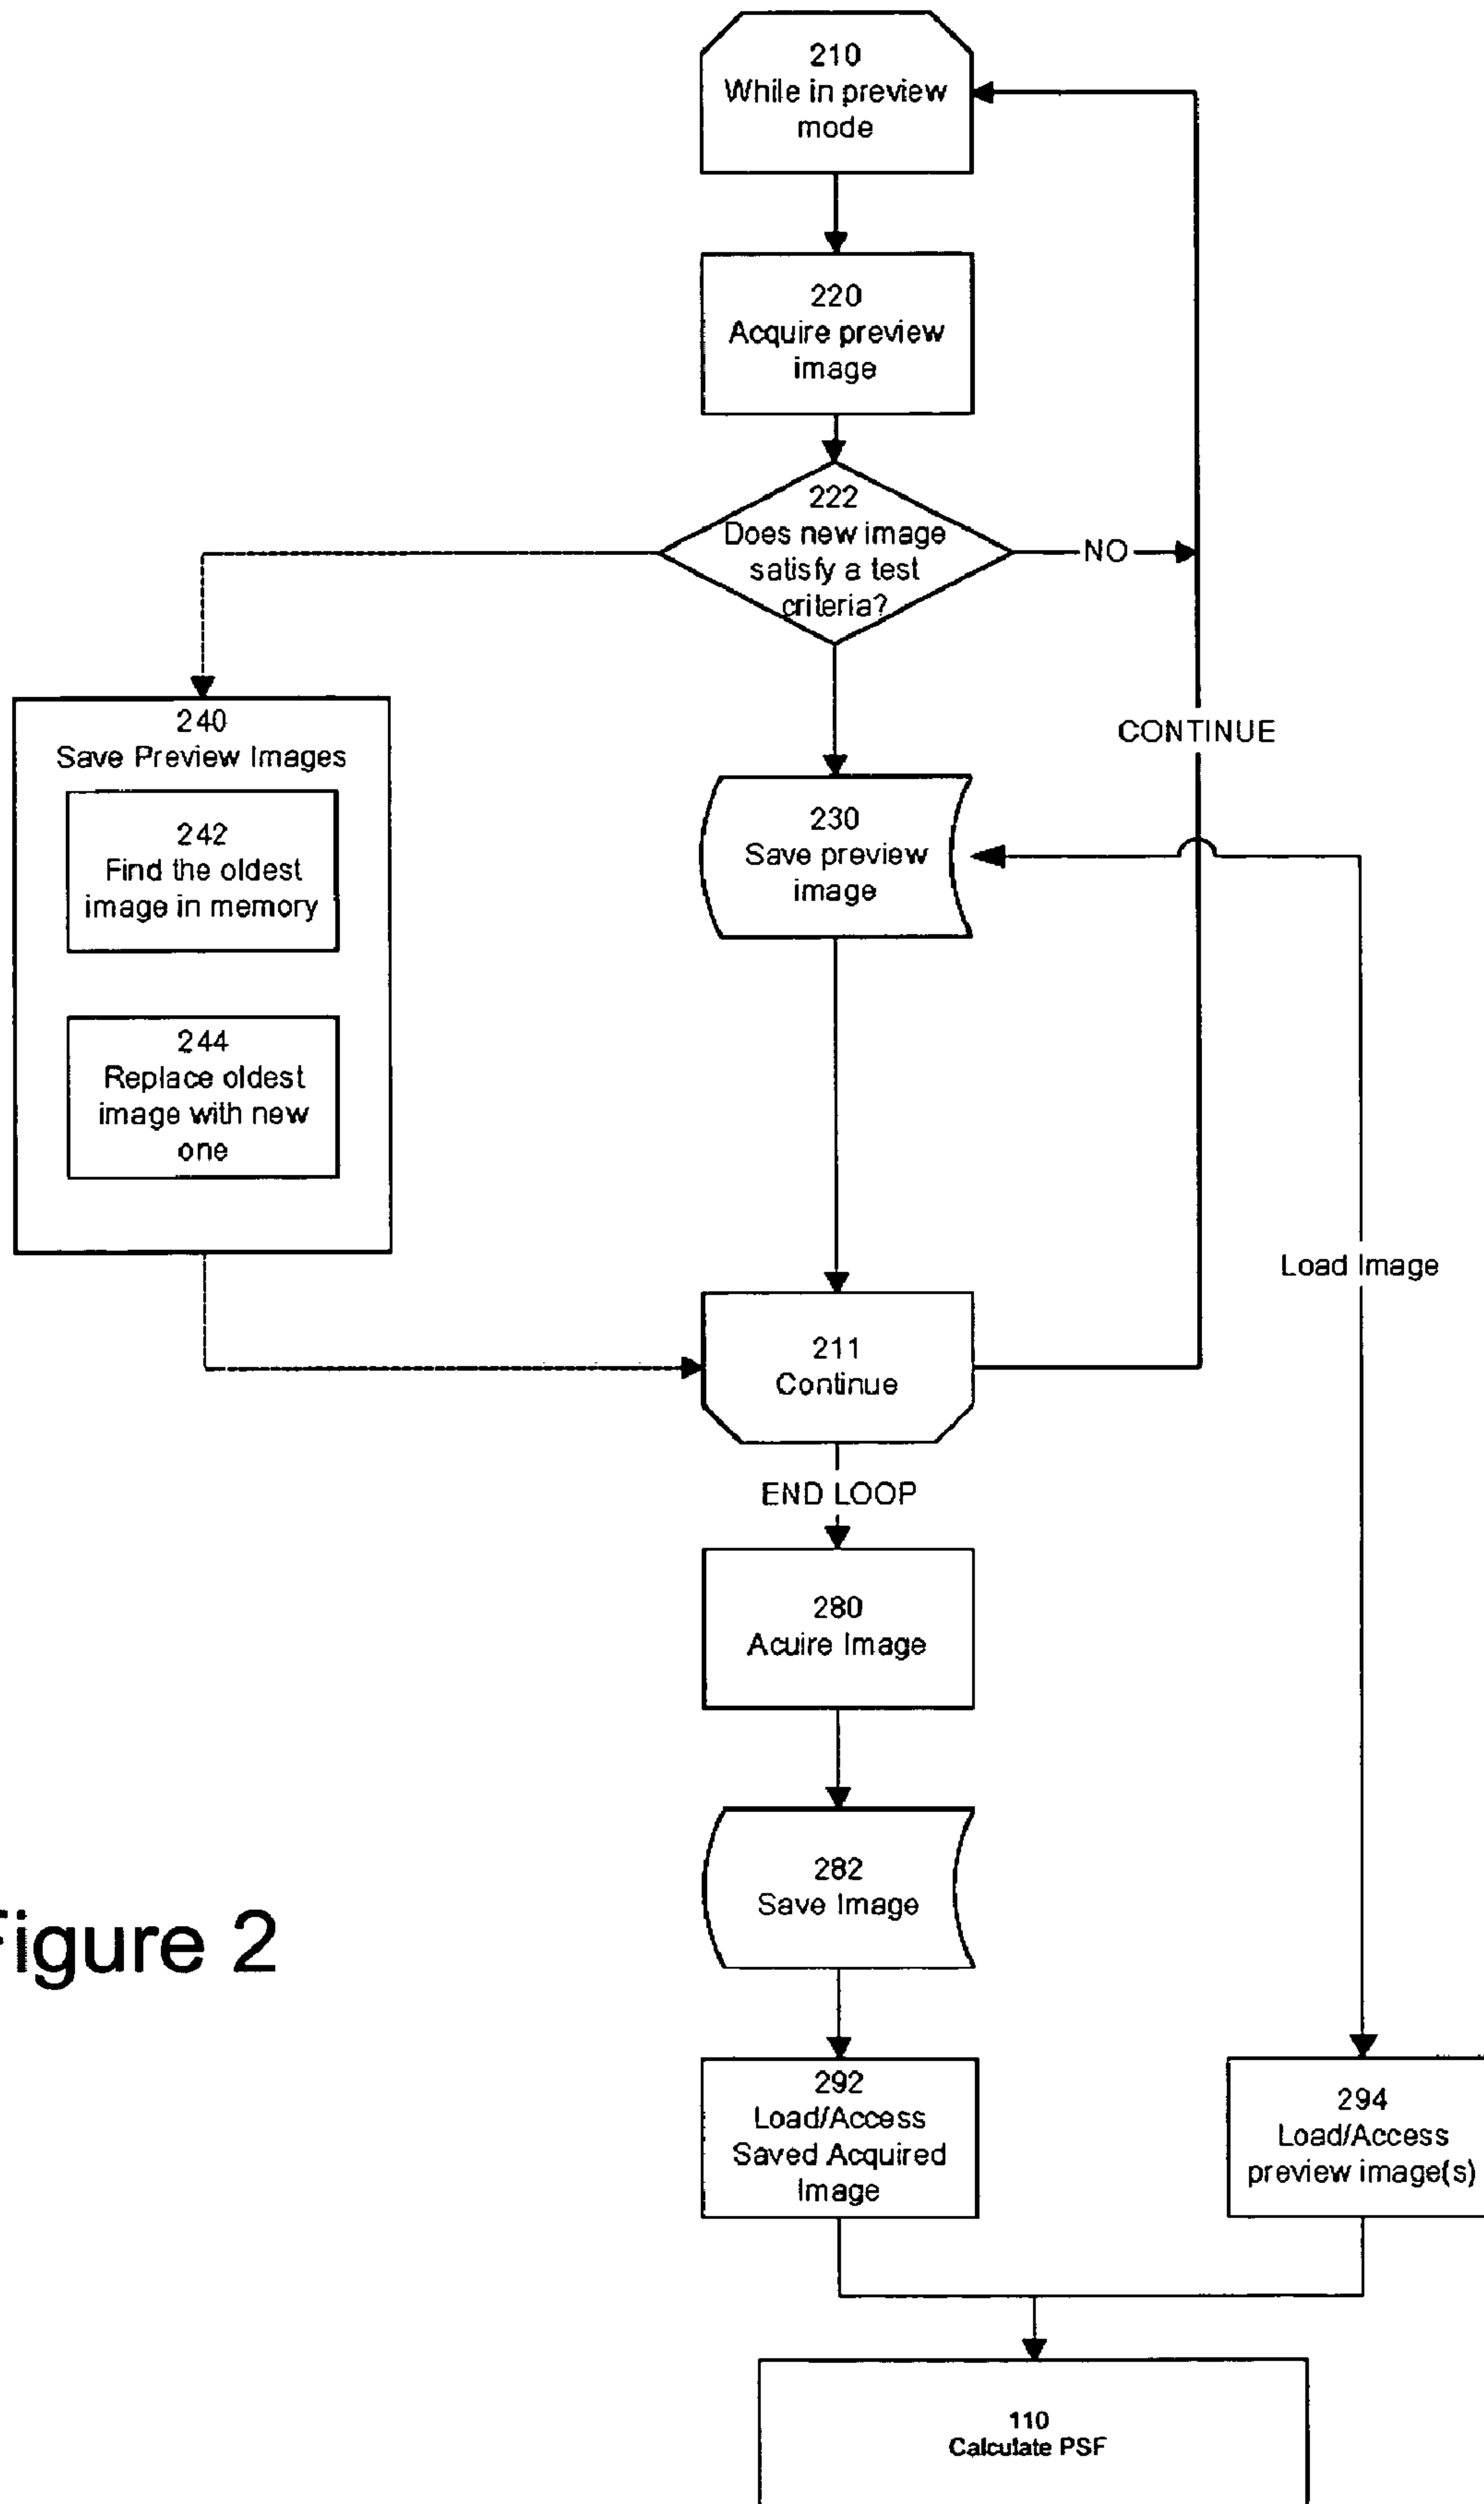 210
While in preview
mode
220
Acquire preview
image
222
Does new image
satisfy a test
criteria?
NO
CONTINUE
240
Save Preview Images
242
Find the oldest
image in memory
244
Replace oldest
image with new
one
230
Save preview
image
Load Image
211
Continue
END LOOP
280
Acuire Image
282
Save Image
Figure 2
292
Load/Access
Saved Acquired
Image
294
Load/Access
preview image(s)
110
Calculate PSF